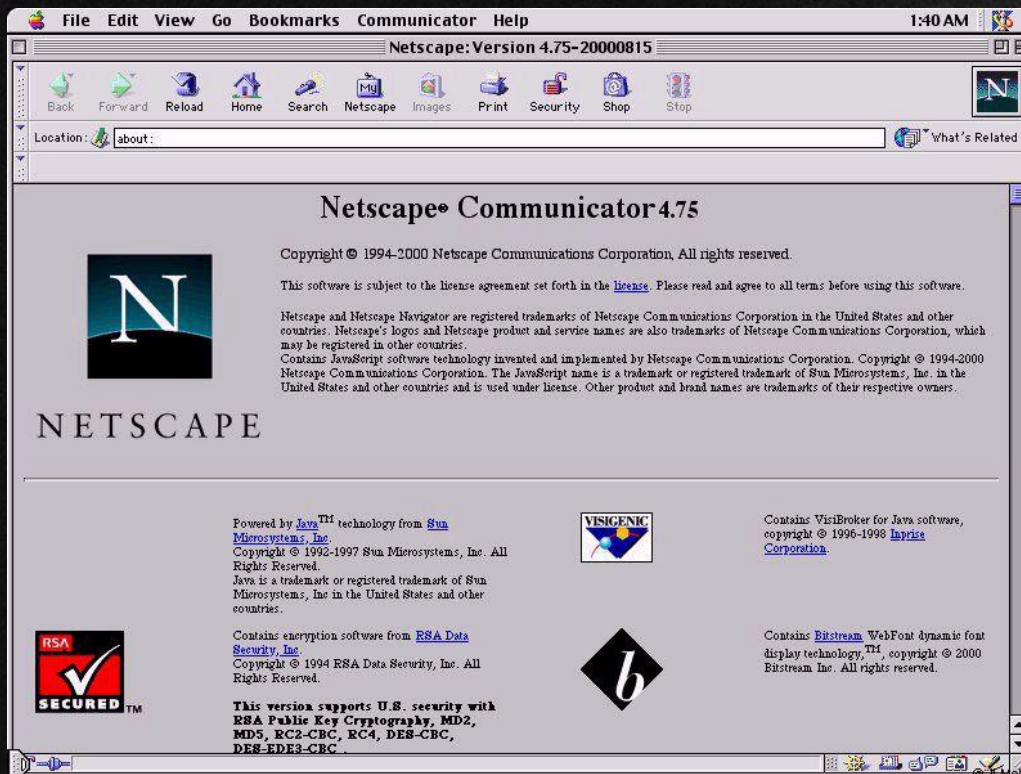 File Edit View Go Bookmarks Communicator Help 1:40 AM
Netscape: Version 4.75-20000815
Back Forward Reload Home Search Netscape Images Print Security Shop Stop
My
N
Location: about: What's Related
Netscape® Communicator 4.75
N
NETSCAPE
Copyright © 1994-2000 Netscape Communications Corporation, All rights reserved.
This software is subject to the license agreement set forth in the license. Please read and agree to all terms before using this software.
Netscape and Netscape Navigator are registered trademarks of Netscape Communications Corporation in the United States and other
countries. Netscape's logos and Netscape product and service names are also trademarks of Netscape Communications Corporation, which
may be registered in other countries.
Contains JavaScript software technology invented and implemented by Netscape Communications Corporation. Copyright © 1994-2000
Netscape Communications Corporation. The JavaScript name is a trademark or registered trademark of Sun Microsystems, Inc. in the
United States and other countries and is used under license. Other product and brand names are trademarks of their respective owners.
Powered by Java™ technology from Sun
Microsystems, Inc.
Copyright © 1992-1997 Sun Microsystems, Inc. All
Rights Reserved.
Java is a trademark or registered trademark of Sun
Microsystems, Inc in the United States and other
countries.
VISIGENIC
Contains VisiBroker for Java software,
copyright © 1996-1998 Inprise
Corporation.
RSA
SECURED TM
Contains encryption software from RSA Data
Security, Inc.
Copyright © 1994 RSA Data Security, Inc. All
Rights Reserved.
This version supports U.S. security with
RSA Public Key Cryptography, MD2,
MD5, RC2-CBC, RC4, DES-CBC,
DES-EDE3-CBC .
b
Contains Bitstream WebFont dynamic font
display technology,™, copyright © 2000
Bitstream Inc. All rights reserved.